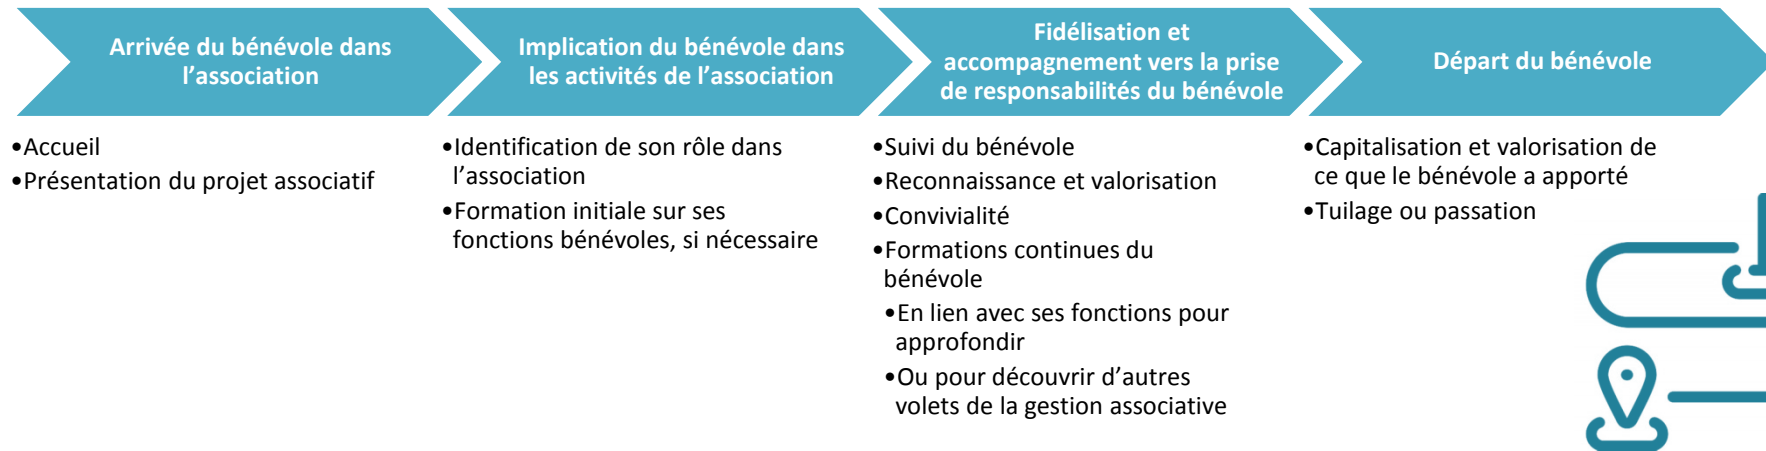 Arrivée du bénévole dans
l'association
•Accueil
•Présentation du projet associatif
Implication du bénévole dans
les activités de l'association
•Identification de son rôle dans
l'association
•Formation initiale sur ses
fonctions bénévoles, si nécessaire
Fidélisation et
accompagnement vers la prise
de responsabilités du bénévole
•Suivi du bénévole
•Reconnaissance et valorisation
•Convivialité
•Formations continues du
bénévole
•En lien avec ses fonctions pour
approfondir
•Ou pour découvrir d'autres
volets de la gestion associative
Départ du bénévole
•Capitalisation et valorisation de
ce que le bénévole a apporté
•Tuilage ou passation